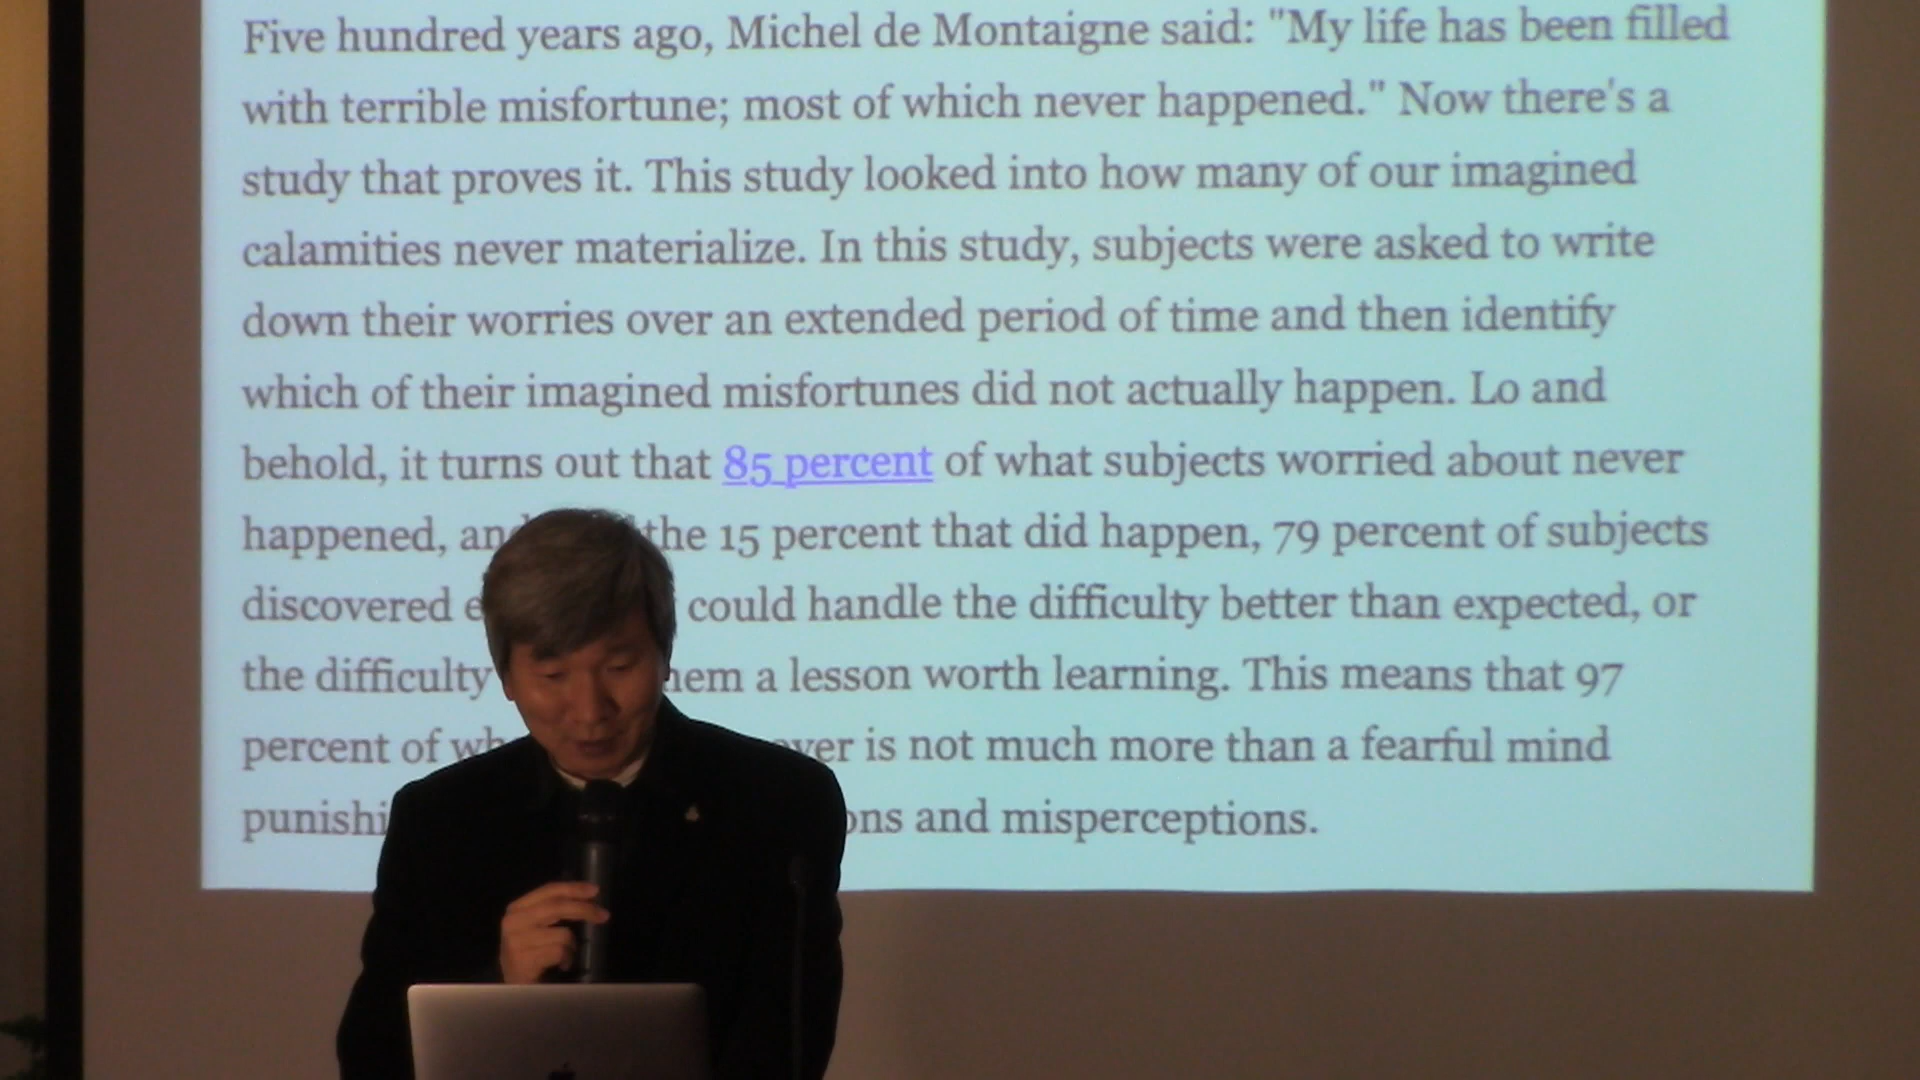 Five hundred years ago, Michel de Montaigne said: "My life has been filled
with terrible misfortune; most of which never happened." Now there's a
study that proves it. This study looked into how many of our imagined
calamities never materialize. In this study, subjects were asked to write
down their worries over an extended period of time and then identify
which of their imagined misfortunes did not actually happen. Lo and
behold, it turns out that 85 percent of what subjects worried about never
happened, the 15 percent that did happen, 79 percent of subjects
discovered could handle the difficulty better than expected, or
the difficulty a lesson worth learning. This means that 97
percent of is not much more than a fearful mind
and misperceptions.